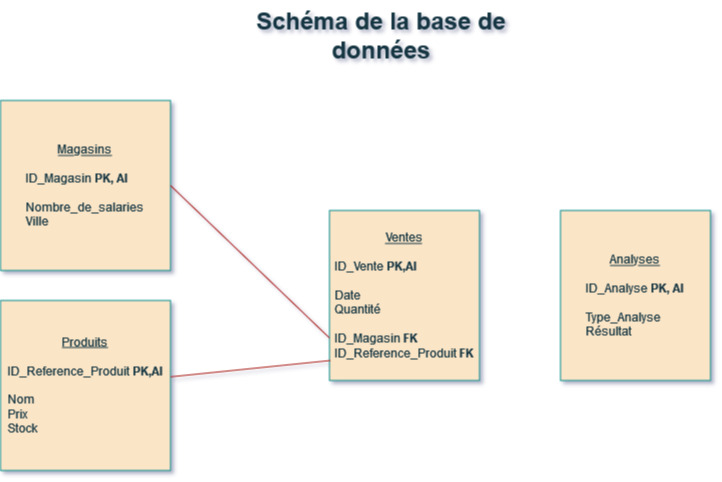 Schéma de la base de
données
Magasins
ID_Magasin PK, AI
Nombre_de_salaries
Ville
Produits
ID_Reference_Produit PK,AI
Nom
Prix
Stock
Ventes
ID_Vente PK,AI
Date
Quantité
ID_Magasin FK
ID_Reference_Produit FK
Analyses
ID_Analyse PK, AI
Type_Analyse
Résultat